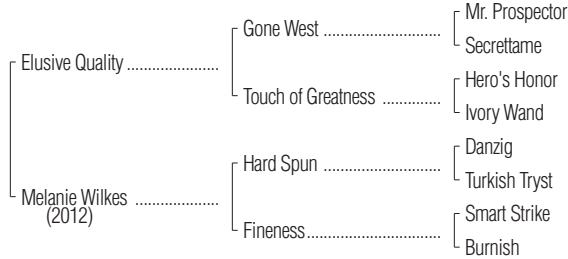 Mr. Prospector
Gone West ......................................
Secrettame
Elusive Quality ......................
Hero's Honor
Touch of Greatness ..............
Ivory Wand
Danzig
Hard Spun ......................................
Turkish Tryst
Melanie Wilkes ....................
(2012)
Smart Strike
Fineness..........................................
Burnish